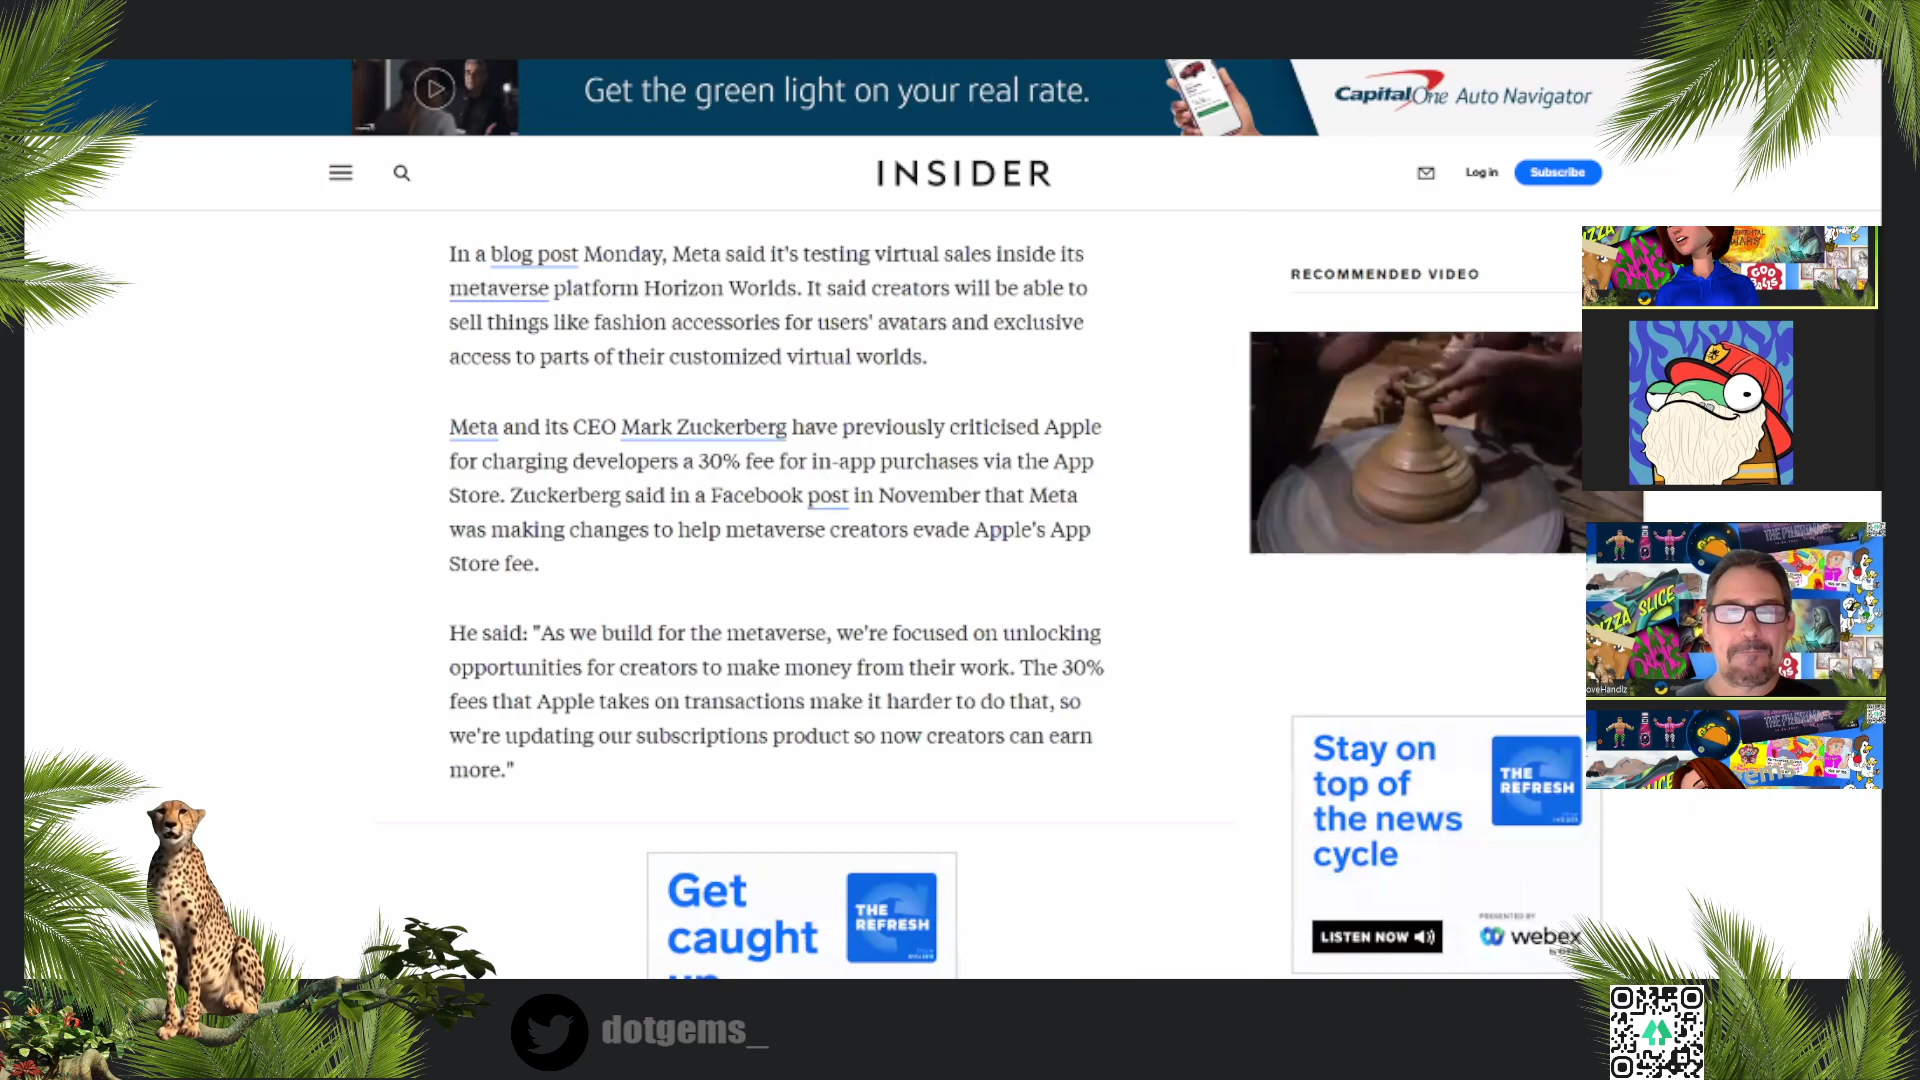 Get the green light on your real rate.
CapitalOne Auto Navigator
INSIDER
Log in
Subscribe
In a blog post Monday, Meta said it's testing virtual sales inside its
metaverse platform Horizon Worlds. It said creators will be able to
sell things like fashion accessories for users' avatars and exclusive
access to parts of their customized virtual worlds.
Meta and its CEO Mark Zuckerberg have previously criticised Apple
for charging developers a 30% fee for in-app purchases via the App
Store. Zuckerberg said in a Facebook post in November that Meta
was making changes to help metaverse creators evade Apple's App
Store fee.
He said: "As we build for the metaverse, we're focused on unlocking
opportunities for creators to make money from their work. The 30%
fees that Apple takes on transactions make it harder to do that, so
we're updating our subscriptions product so now creators can earn
more."
Get
caught
up
THE
REFRESH
RECOMMENDED VIDEO
GOO
BALLS
THE PILGRIMAGE
SLICE
oveHandlz
Stay on
top of
the news
cycle
THE
REFRESH
LISTEN NOW
PRESENTED BY
webex
dotgems_